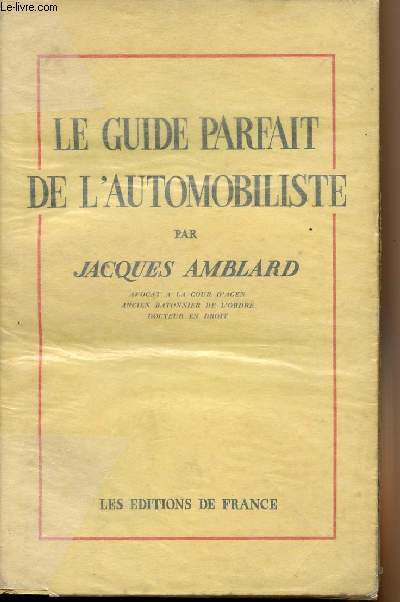 Le-livre.com
LE GUIDE PARFAIT
DE L'AUTOMOBILISTE
PAR
JACQUES AMBLARD
AVOCAT A LA COUR D'AGEN
ANCIEN BATONNIER DE L'ORDRE
DOCTEUR EN DROIT
LES EDITIONS DE FRANCE